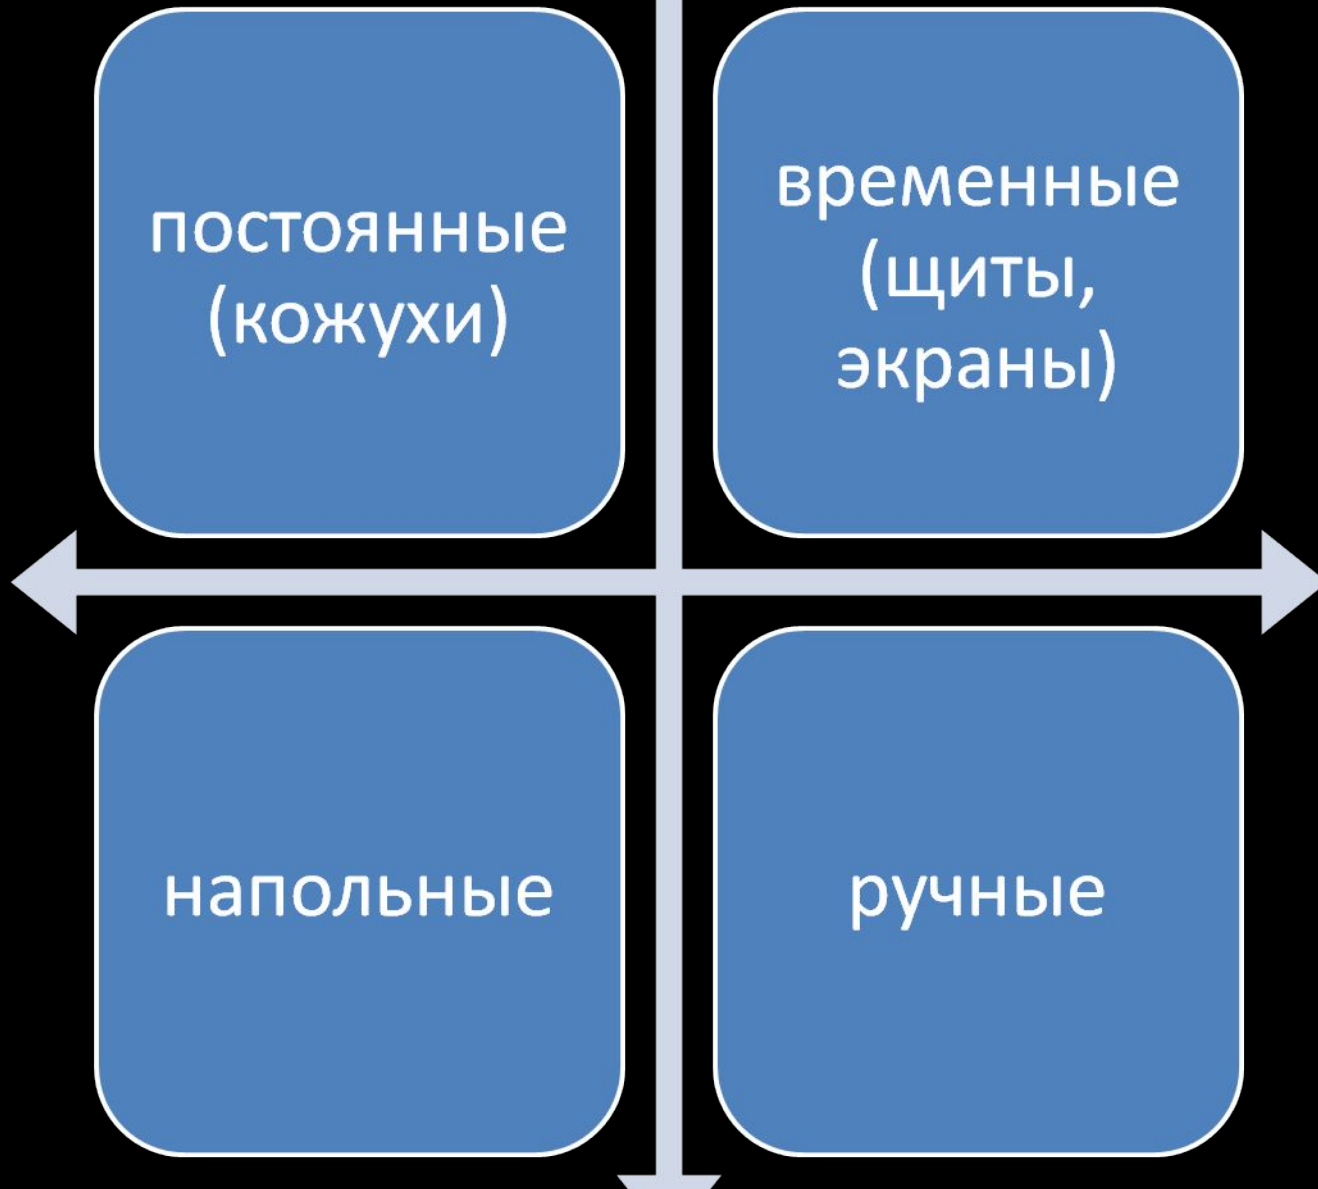 постоянные
(кожухи)
временные
(щиты,
экраны)
напольные
ручные